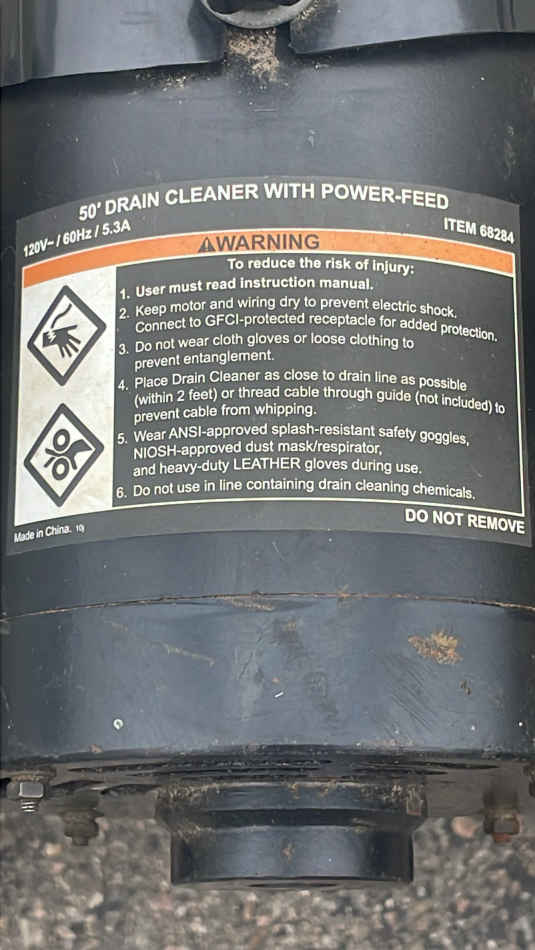 50' DRAIN CLEANER WITH POWER-FEED
120V~ / 60Hz / 5.3A
ITEM 68284
WARNING
To reduce the risk of injury:
1. User must read instruction manual.
2. Keep motor and wiring dry to prevent electric shock.
Connect to GFCI-protected receptacle for added protection.
3. Do not wear cloth gloves or loose clothing to
prevent entanglement.
4. Place Drain Cleaner as close to drain line as possible
(within 2 feet) or thread cable through guide (not included) to
prevent cable from whipping.
5. Wear ANSI-approved splash-resistant safety goggles,
NIOSH-approved dust mask/respirator,
and heavy-duty LEATHER gloves during use.
6. Do not use in line containing drain cleaning chemicals.
Made in China.
DO NOT REMOVE